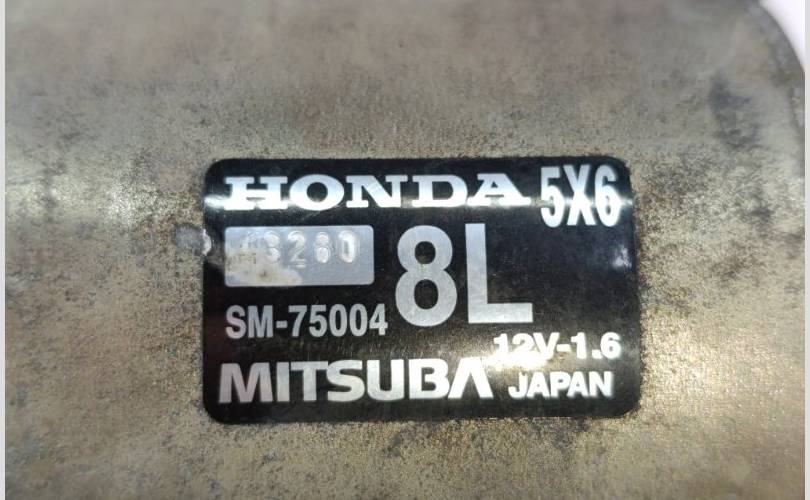 HONDA 5X6
8L
SM-75004
12V-1.6
MITSUBA JAPAN